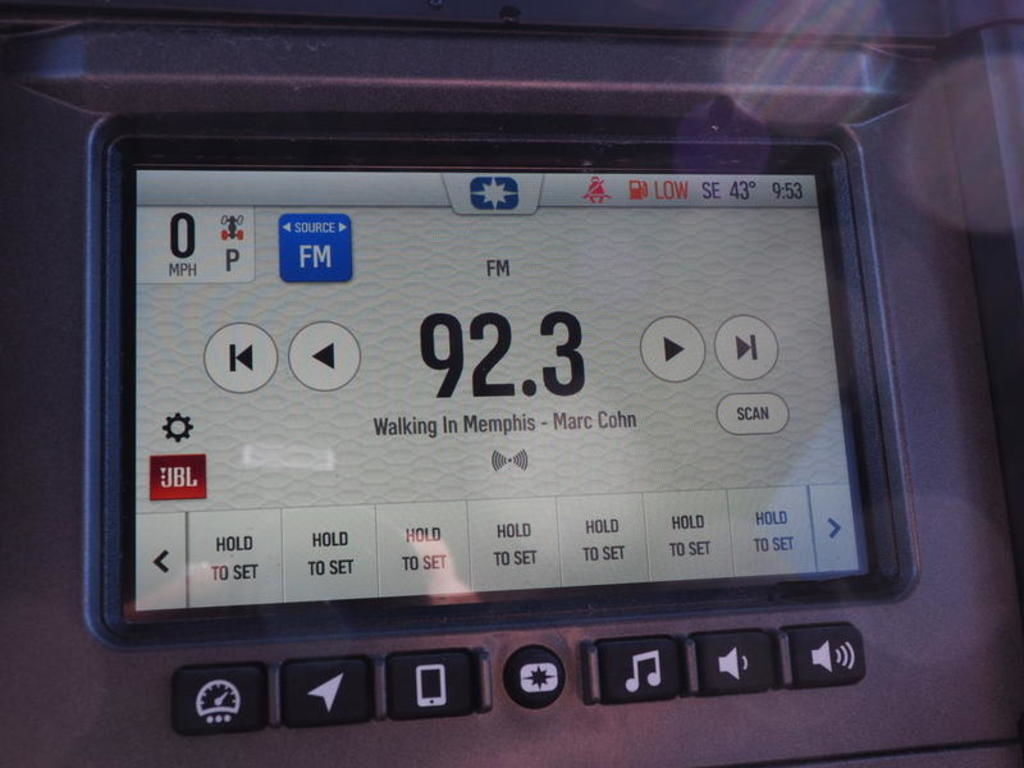 LOW SE 43° 9:53
0
MPH
P
◀ SOURCE ▶
FM
FM
92.3
Walking In Memphis - Marc Cohn
SCAN
JBL
HOLD TO SET
HOLD TO SET
HOLD TO SET
HOLD TO SET
HOLD TO SET
HOLD TO SET
HOLD TO SET